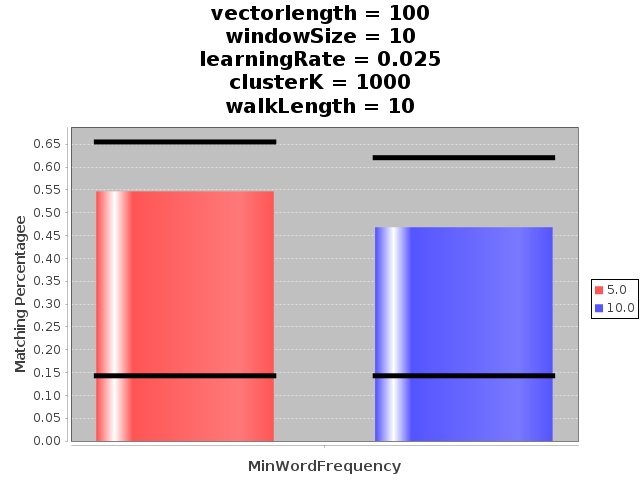 vectorlength = 100
windowSize = 10
learningRate = 0.025
clusterK = 1000
walkLength = 10
Matching Percentagee
0.65
0.60
0.55
0.50
0.45
0.40
0.35
0.30
0.25
0.20
0.15
0.10
0.05
0.00
5.0
10.0
MinWordFrequency